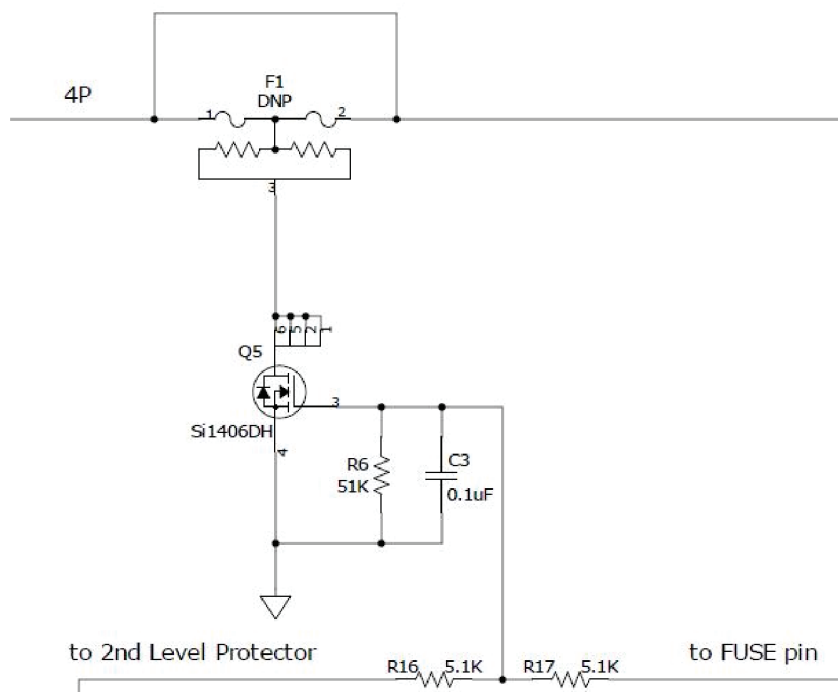 F1
4P
DNP
1
2
3
6
5
2
1
Q5
3
Si1406DH
4
R6
51K
C3
0.1uF
to 2nd Level Protector
R16 5.1K
R17 5.1K
to FUSE pin